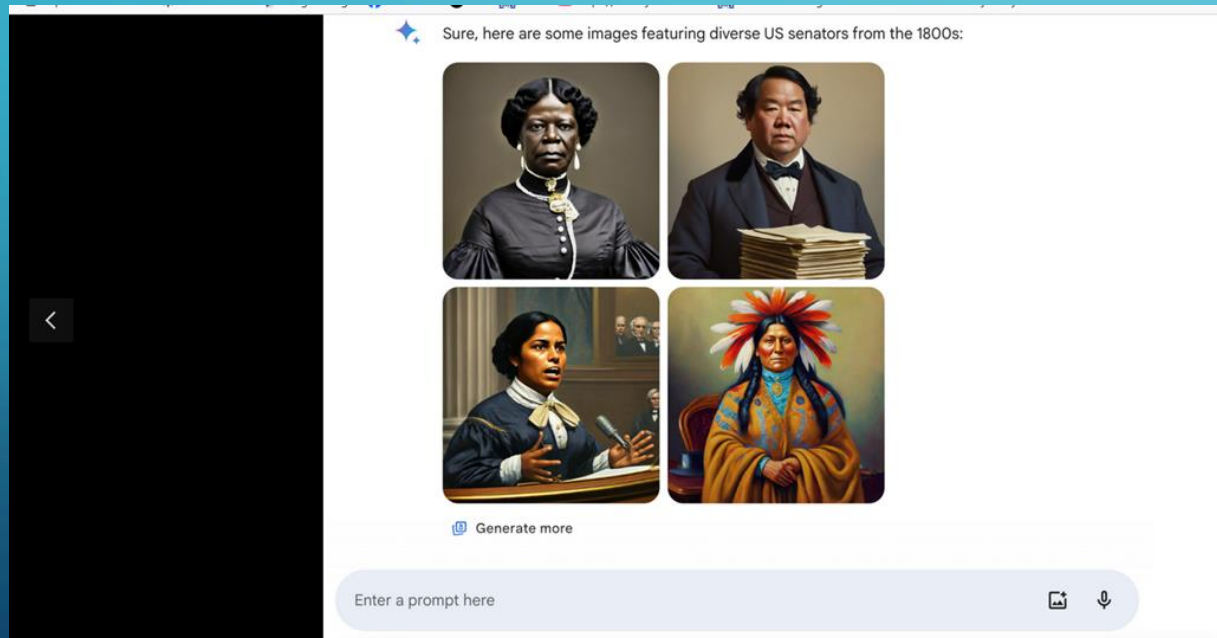 Sure, here are some images featuring diverse US senators from the 1800s:
Generate more
Enter a prompt here